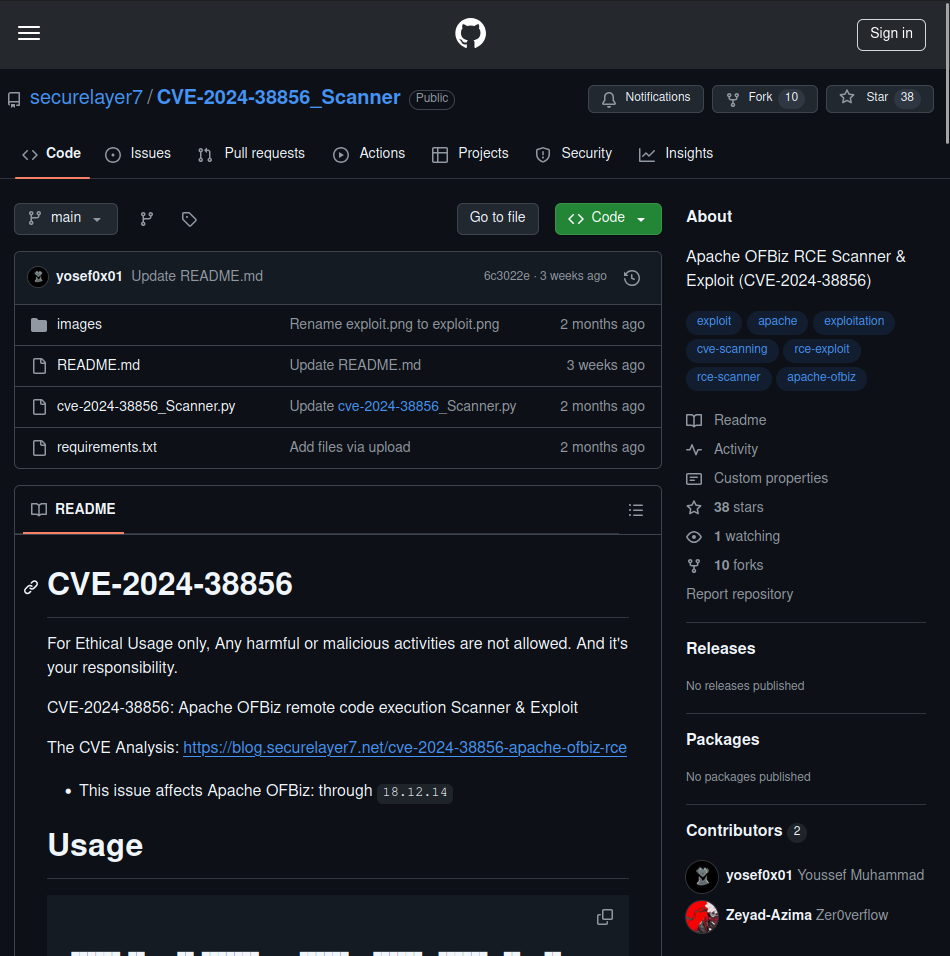 Sign in
securelayer7 / CVE-2024-38856_Scanner Public
Notifications Fork 10 Star 38
Code Issues Pull requests Actions Projects Security Insights
main Go to file Code
yosef0x01 Update README.md 6c3022e · 3 weeks ago
images Rename exploit.png to exploit.png 2 months ago
README.md Update README.md 3 weeks ago
cve-2024-38856_Scanner.py Update cve-2024-38856_Scanner.py 2 months ago
requirements.txt Add files via upload 2 months ago
README
CVE-2024-38856
For Ethical Usage only, Any harmful or malicious activities are not allowed. And it's
your responsibility.
CVE-2024-38856: Apache OFBiz remote code execution Scanner & Exploit
The CVE Analysis: https://blog.securelayer7.net/cve-2024-38856-apache-ofbiz-rce
• This issue affects Apache OFBiz: through 18.12.14
Usage
About
Apache OFBiz RCE Scanner &
Exploit (CVE-2024-38856)
exploit apache exploitation
cve-scanning rce-exploit
rce-scanner apache-ofbiz
Readme
Activity
Custom properties
38 stars
1 watching
10 forks
Report repository
Releases
No releases published
Packages
No packages published
Contributors 2
yosef0x01 Youssef Muhammad
Zeyad-Azima Zer0verflow